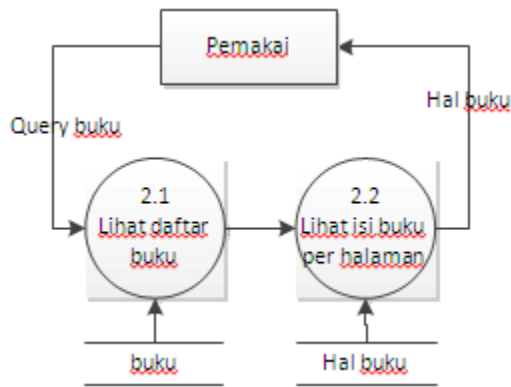 Pemakai
Hal buku
Query buku
2.1
Lihat daftar
buku
2.2
Lihat isi buku
per halaman
buku
Hal buku